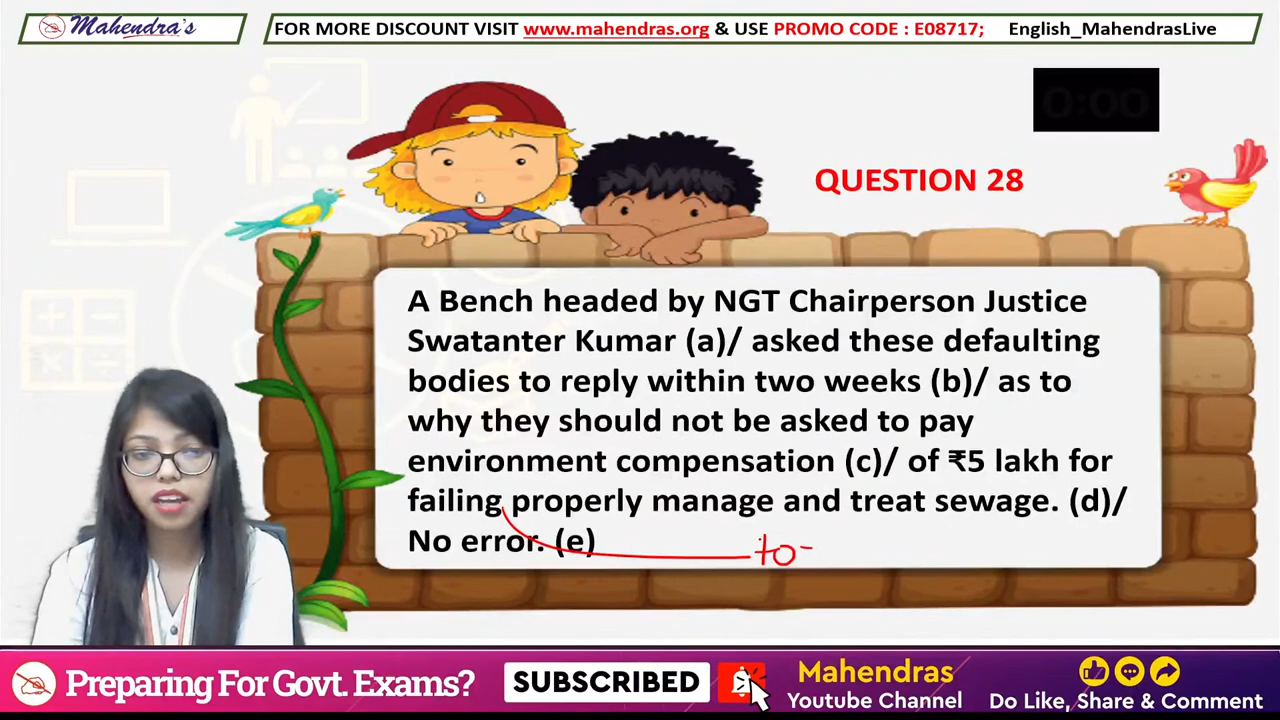 Mahendra's
FOR MORE DISCOUNT VISIT www.mahendras.org & USE PROMO CODE : E08717; English_MahendrasLive
0:00
QUESTION 28
A Bench headed by NGT Chairperson Justice
Swatanter Kumar (a)/ asked these defaulting
bodies to reply within two weeks (b)/ as to
why they should not be asked to pay
environment compensation (c)/ of ₹5 lakh for
failing properly manage and treat sewage. (d)/
No error. (e)
to
Preparing For Govt. Exams?
SUBSCRIBED
Mahendras
Youtube Channel
Do Like, Share & Comment